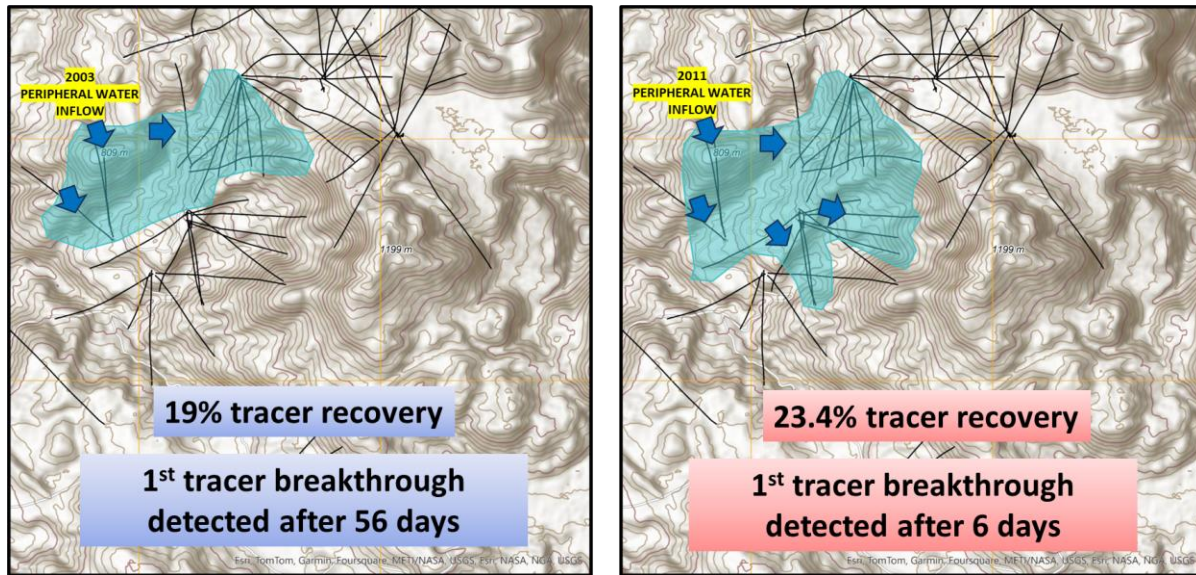 2003
PERIPHERAL WATER
INFLOW
809 m
1199 m
19% tracer recovery
1st tracer breakthrough
detected after 56 days
Esri, TomTom, Garmin, Foursquare, METI/NASA, USGS, Esri, NASA, NGA, USGS
2011
PERIPHERAL WATER
INFLOW
809 m
1199 m
23.4% tracer recovery
1st tracer breakthrough
detected after 6 days
Esri, TomTom, Garmin, Foursquare, METI/NASA, USGS, Esri, NASA, NGA, USGS